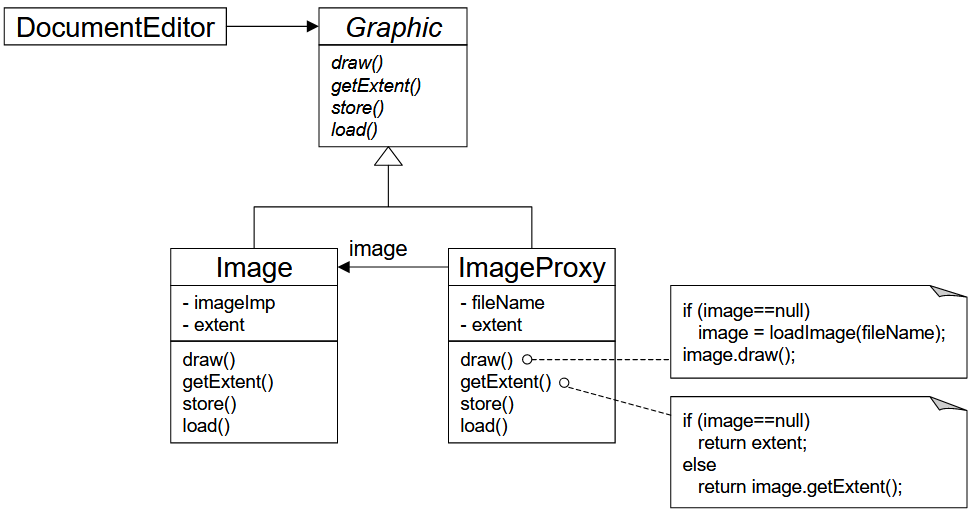 DocumentEditor
Graphic
draw()
getExtent()
store()
load()
image
Image
- imageImp
- extent
draw()
getExtent()
store()
load()
ImageProxy
- fileName
- extent
draw()
getExtent()
store()
load()
if (image==null)
image = loadImage(fileName);
image.draw();
if (image==null)
return extent;
else
return image.getExtent();